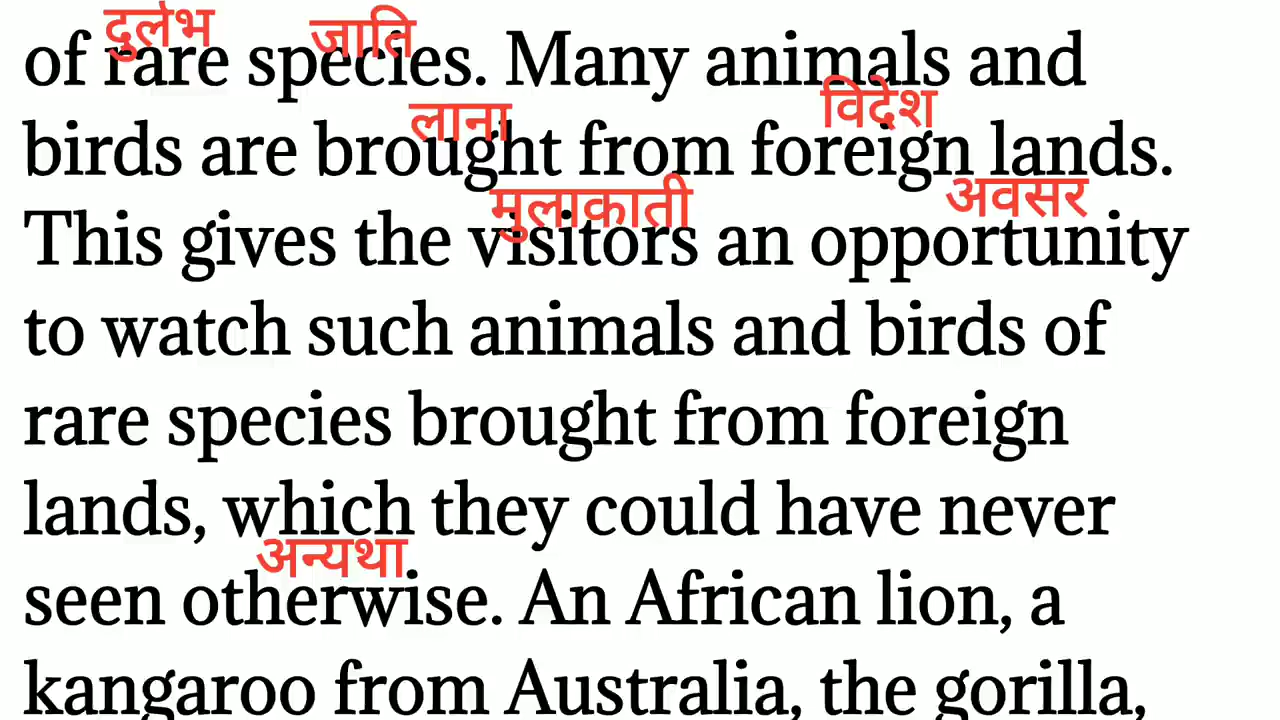 दुर्लभ जाति
of rare species. Many animals and
लाना विदेश
birds are brought from foreign lands.
मुलाकाती अवसर
This gives the visitors an opportunity
to watch such animals and birds of
rare species brought from foreign
lands, which they could have never
अन्यथा
seen otherwise. An African lion, a
kangaroo from Australia, the gorilla,